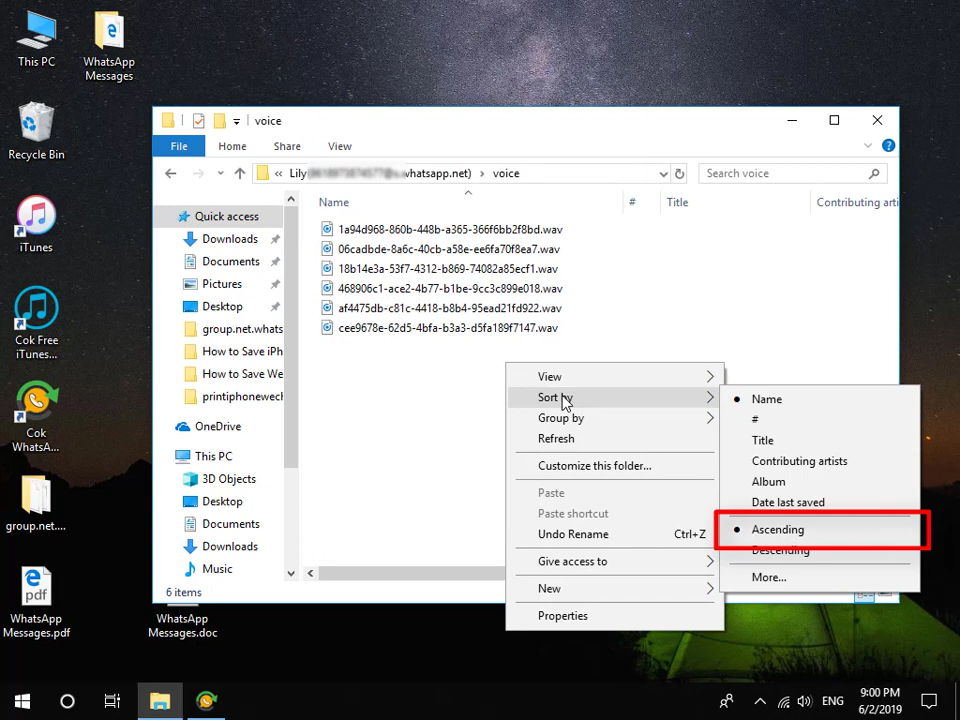 This PC
WhatsApp
Messages
Recycle Bin
iTunes
Cok Free
iTunes...
Cok
WhatsA...
group.net....
WhatsApp
Messages.pdf
WhatsApp
Messages.doc
voice
File
Home
Share
View
« Lily
whatsapp.net) > voice
Search voice
Quick access
Downloads
Documents
Pictures
Desktop
group.net.whats
How to Save iPh
How to Save We
printiphonewech
OneDrive
This PC
3D Objects
Desktop
Documents
Downloads
Music
6 items
Name
#
Title
Contributing arti
1a94d968-860b-448b-a365-366f6bb2f8bd.wav
06cadbde-8a6c-40cb-a58e-ee6fa70f8ea7.wav
18b14e3a-53f7-4312-b869-74082a85ecf1.wav
468906c1-ace2-4b77-b1be-9cc3c899e018.wav
af4475db-c81c-4418-b8b4-95ead21fd922.wav
cee9678e-62d5-4bfa-b3a3-d5fa189f7147.wav
View
Sort by
Group by
Refresh
Customize this folder...
Paste
Paste shortcut
Undo Rename Ctrl+Z
Give access to
New
Properties
Name
#
Title
Contributing artists
Album
Date last saved
Ascending
Descending
More...
ENG
9:00 PM
6/2/2019